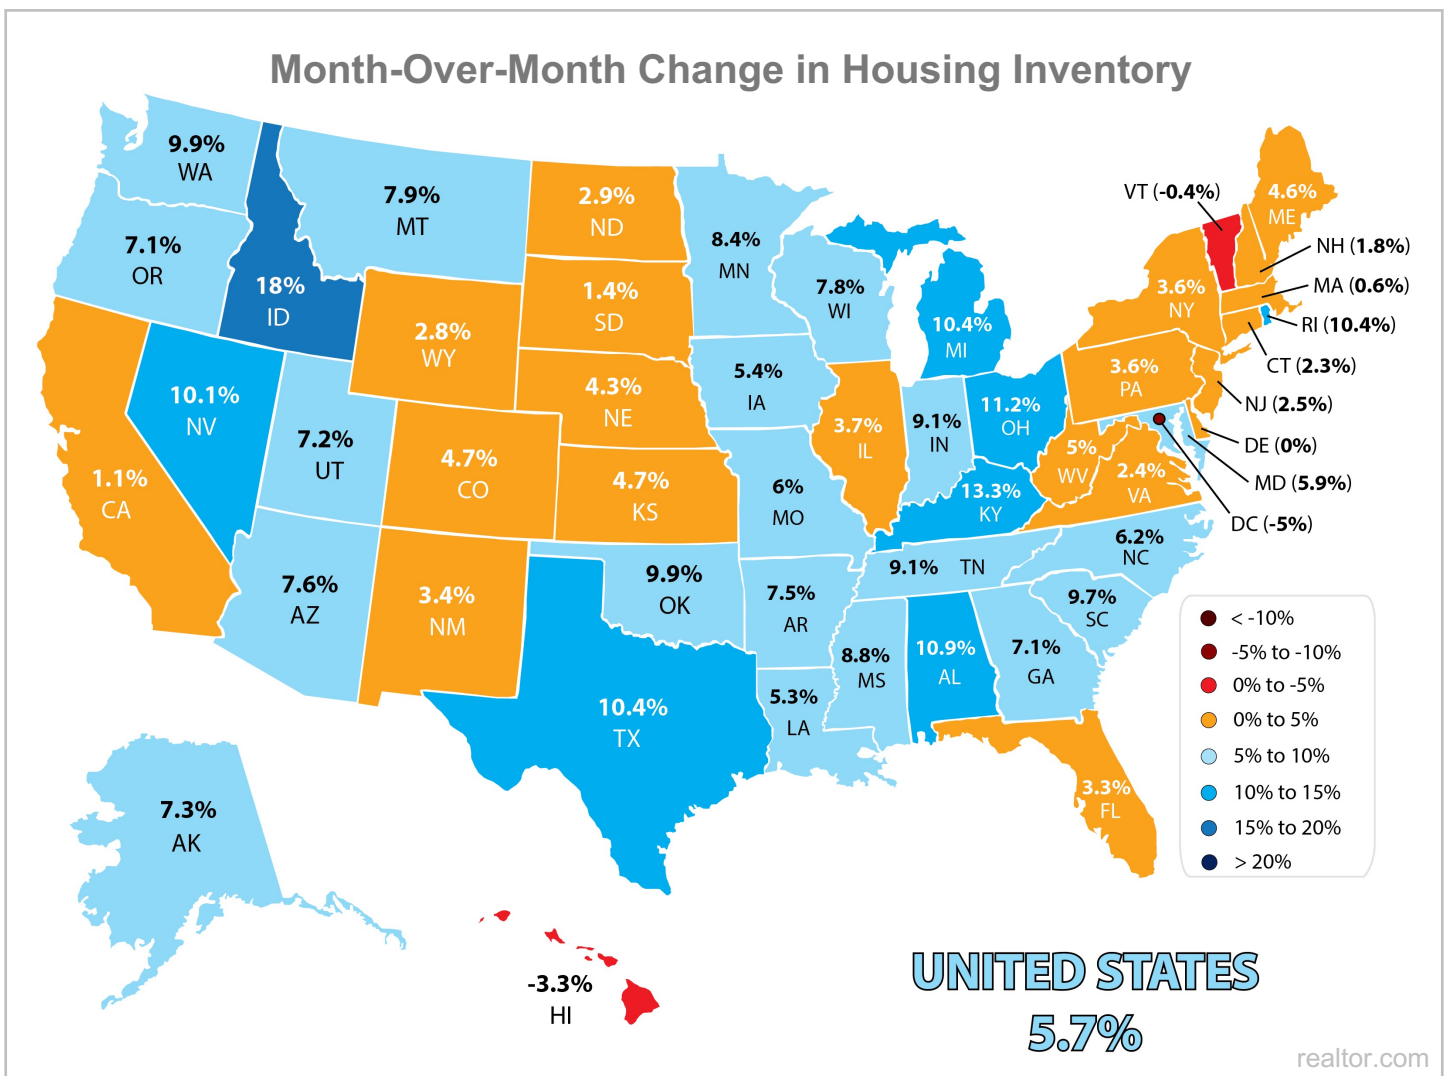 Month-Over-Month Change in Housing Inventory
9.9%
WA
7.9%
MT
2.9%
ND
8.4%
MN
7.8%
WI
10.4%
MI
VT (-0.4%)
4.6%
ME
NH (1.8%)
MA (0.6%)
RI (10.4%)
CT (2.3%)
NJ (2.5%)
DE (0%)
MD (5.9%)
DC (-5%)
7.1%
OR
18%
ID
2.8%
WY
1.4%
SD
3.6%
NY
3.6%
PA
5.4%
IA
4.3%
NE
10.1%
NV
7.2%
UT
4.7%
CO
4.7%
KS
6%
MO
3.7%
IL
9.1%
IN
11.2%
OH
5%
WV
2.4%
VA
13.3%
KY
1.1%
CA
7.6%
AZ
3.4%
NM
9.9%
OK
7.5%
AR
9.1% TN
6.2%
NC
9.7%
SC
10.4%
TX
5.3%
LA
8.8%
MS
10.9%
AL
7.1%
GA
3.3%
FL
7.3%
AK
-3.3%
HI
< -10%
-5% to -10%
0% to -5%
0% to 5%
5% to 10%
10% to 15%
15% to 20%
> 20%
UNITED STATES
5.7%
realtor.com